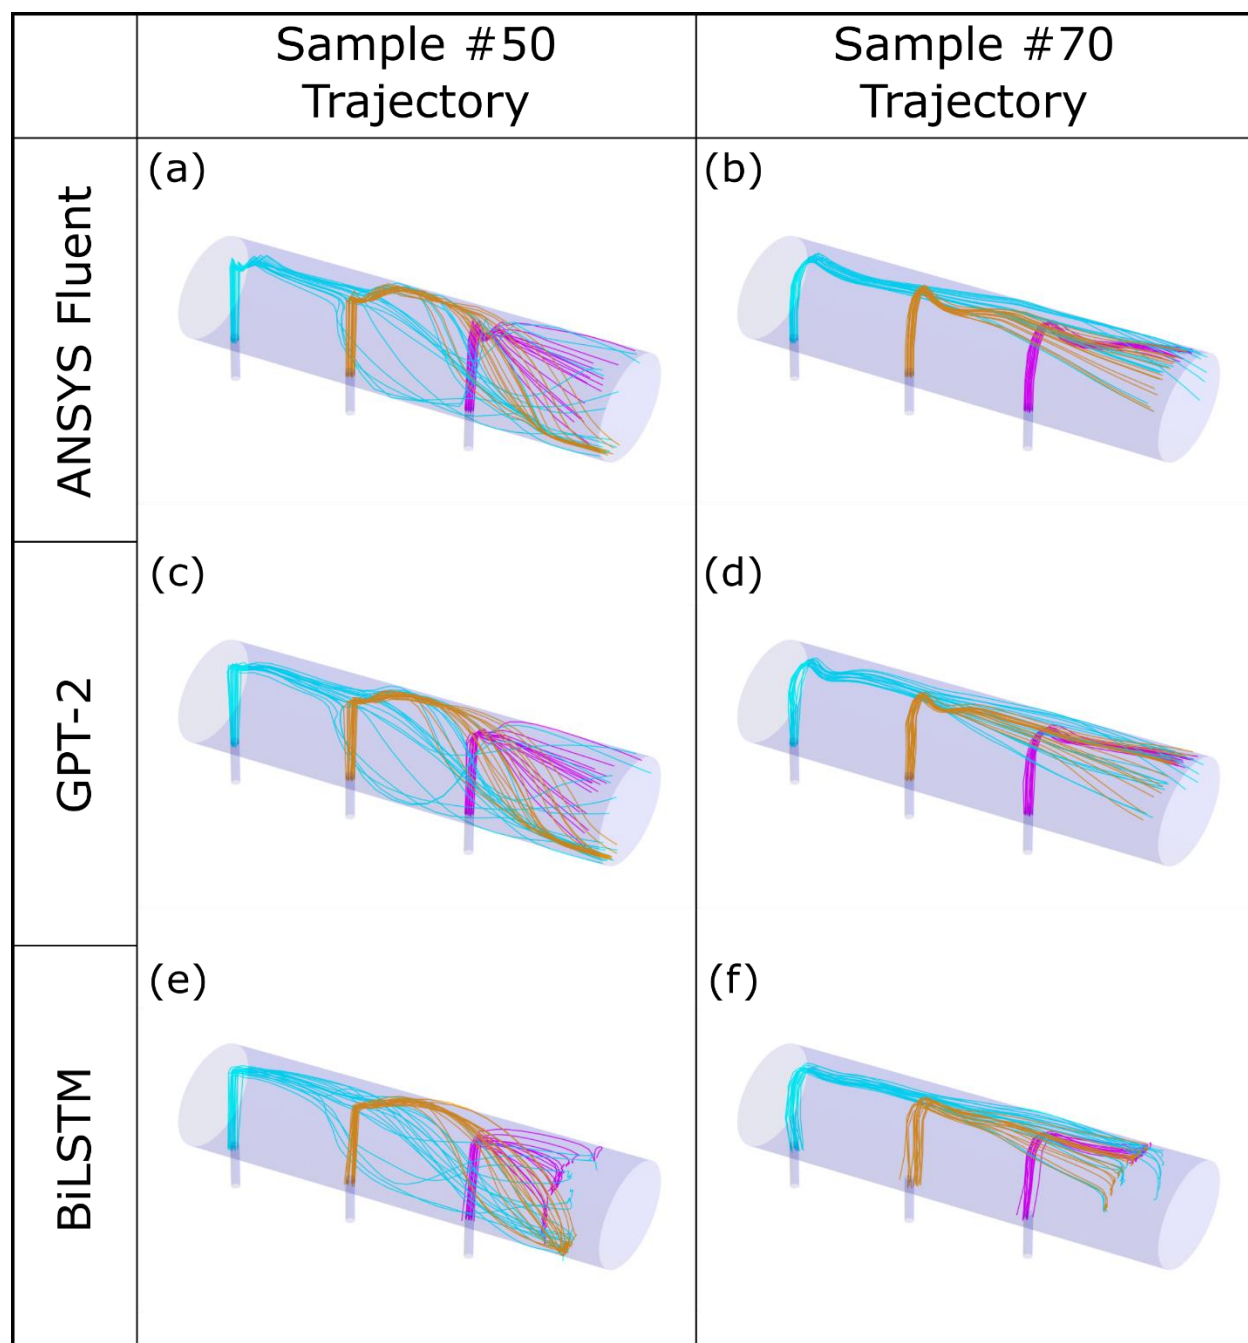 Sample #50
Trajectory
Sample #70
Trajectory
ANSYS Fluent
(a)
(b)
GPT-2
(c)
(d)
BiLSTM
(e)
(f)